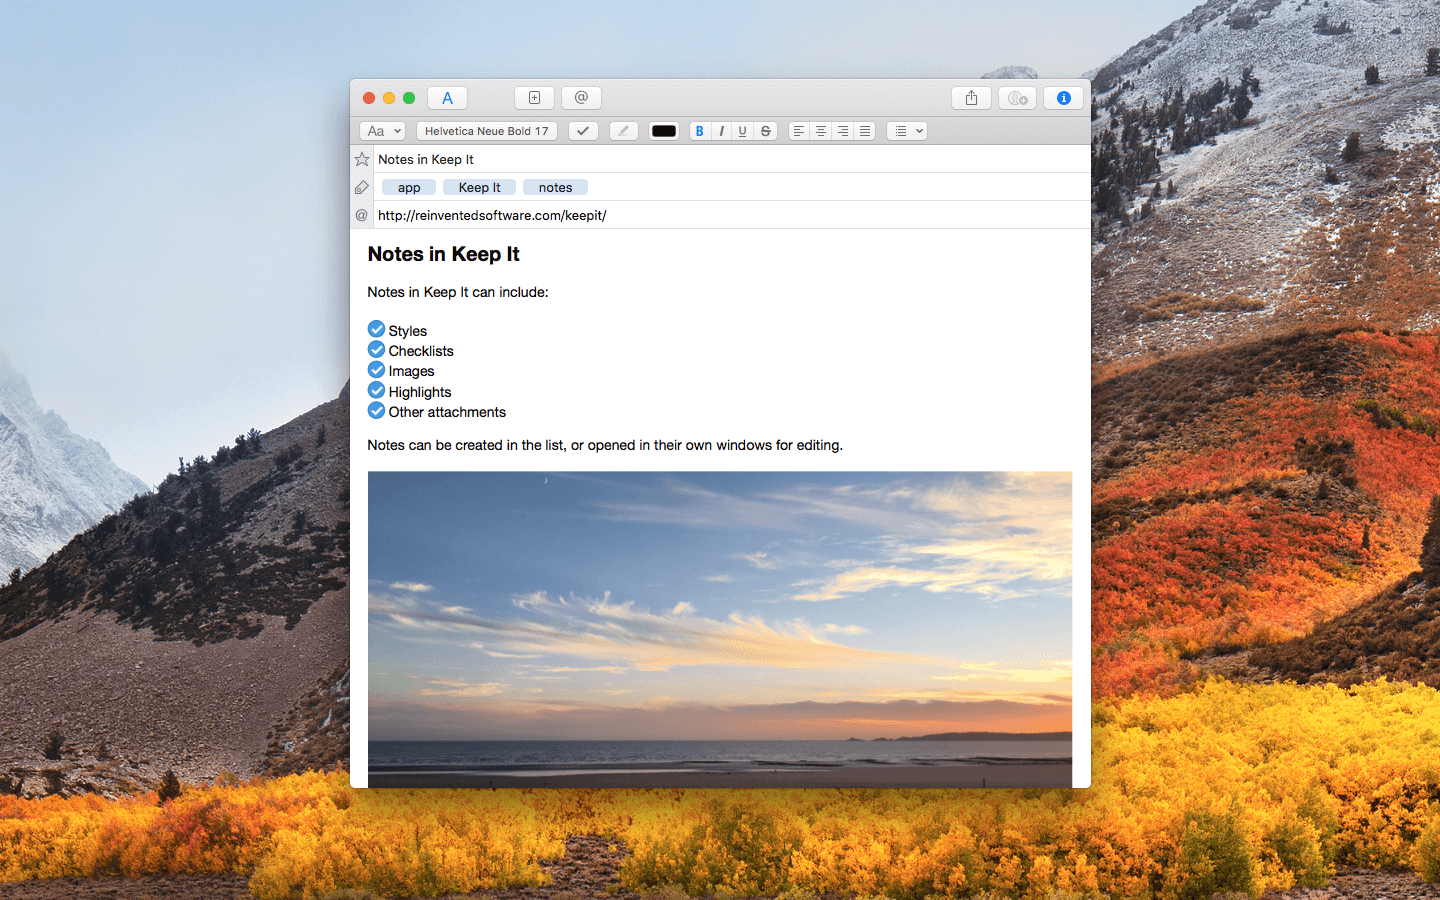 A @
Aa Helvetica Neue Bold 17 B I U S
Notes in Keep It
app Keep It notes
@ http://reinventedsoftware.com/keepit/
Notes in Keep It
Notes in Keep It can include:
Styles
Checklists
Images
Highlights
Other attachments
Notes can be created in the list, or opened in their own windows for editing.